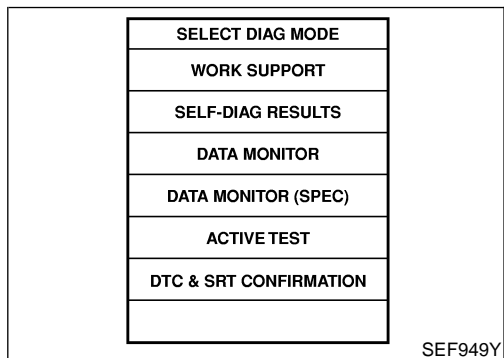 SELECT DIAG MODE
WORK SUPPORT
SELF-DIAG RESULTS
DATA MONITOR
DATA MONITOR (SPEC)
ACTIVE TEST
DTC & SRT CONFIRMATION
SEF949Y